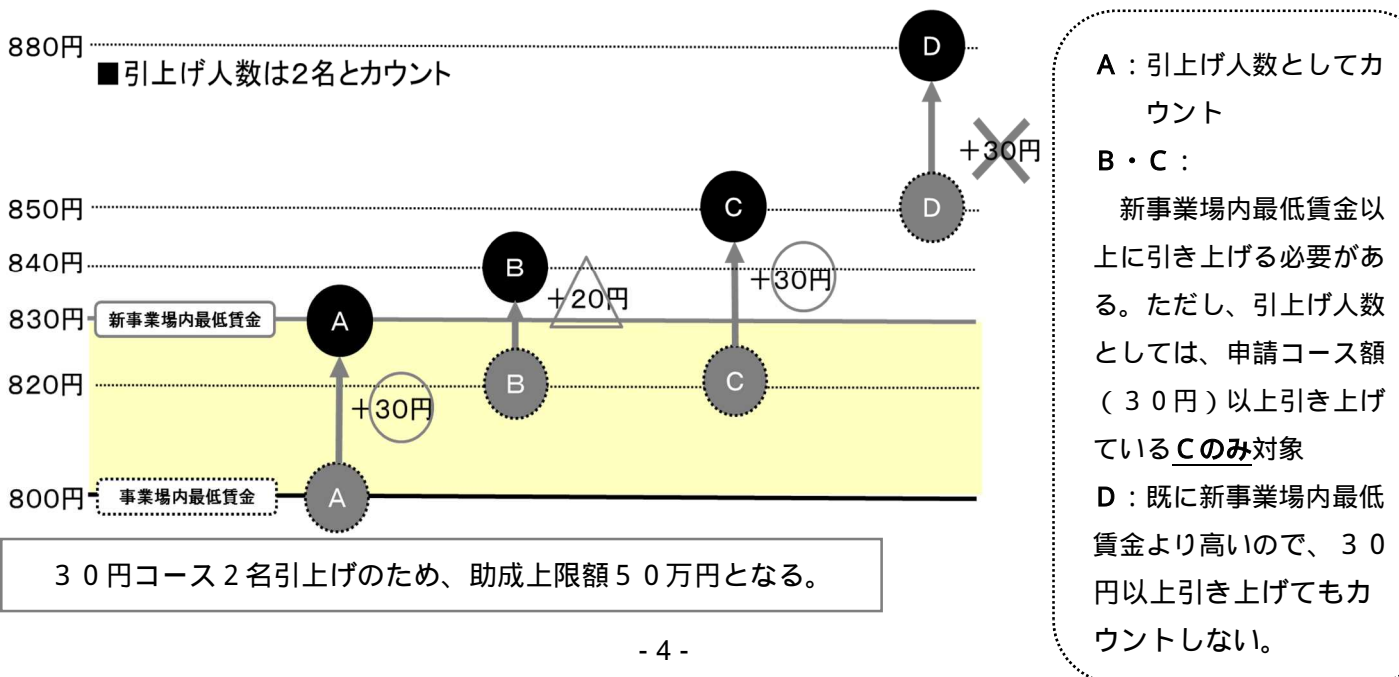 880円
■引上げ人数は2名とカウント
D
+30円
850円
C
D
840円
B
+20円
+30円
830円
新事業場内最低賃金
A
820円
B
C
+30円
800円
事業場内最低賃金
A
30円コース2名引上げのため、助成上限額50万円となる。
- 4 -
A:引上げ人数としてカ
ウント
B・C:
新事業場内最低賃金以
上に引き上げる必要があ
る。ただし、引上げ人数
としては、申請コース額
(30円)以上引き上げ
ているCのみ対象
D:既に新事業場内最低
賃金より高いので、30
円以上引き上げてもカ
ウントしない。